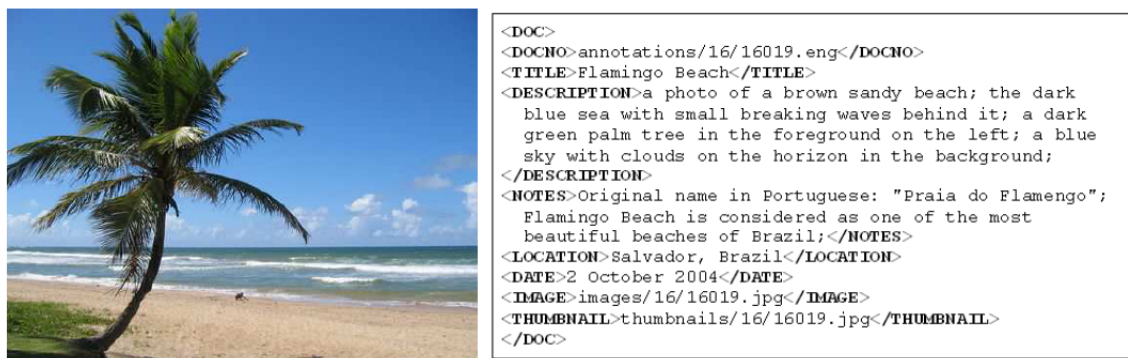 <DOC>
<DOCNO>annotations/16/16019.eng</DOCNO>
<TITLE>Flamingo Beach</TITLE>
<DESCRIPTION>a photo of a brown sandy beach; the dark
blue sea with small breaking waves behind it; a dark
green palm tree in the foreground on the left; a blue
sky with clouds on the horizon in the background;
</DESCRIPTION>
<NOTES>Original name in Portuguese: "Praia do Flamengo";
Flamingo Beach is considered as one of the most
beautiful beaches of Brazil;</NOTES>
<LOCATION>Salvador, Brazil</LOCATION>
<DATE>2 October 2004</DATE>
<IMAGE>images/16/16019.jpg</IMAGE>
<THUMBNAIL>thumbnails/16/16019.jpg</THUMBNAIL>
</DOC>